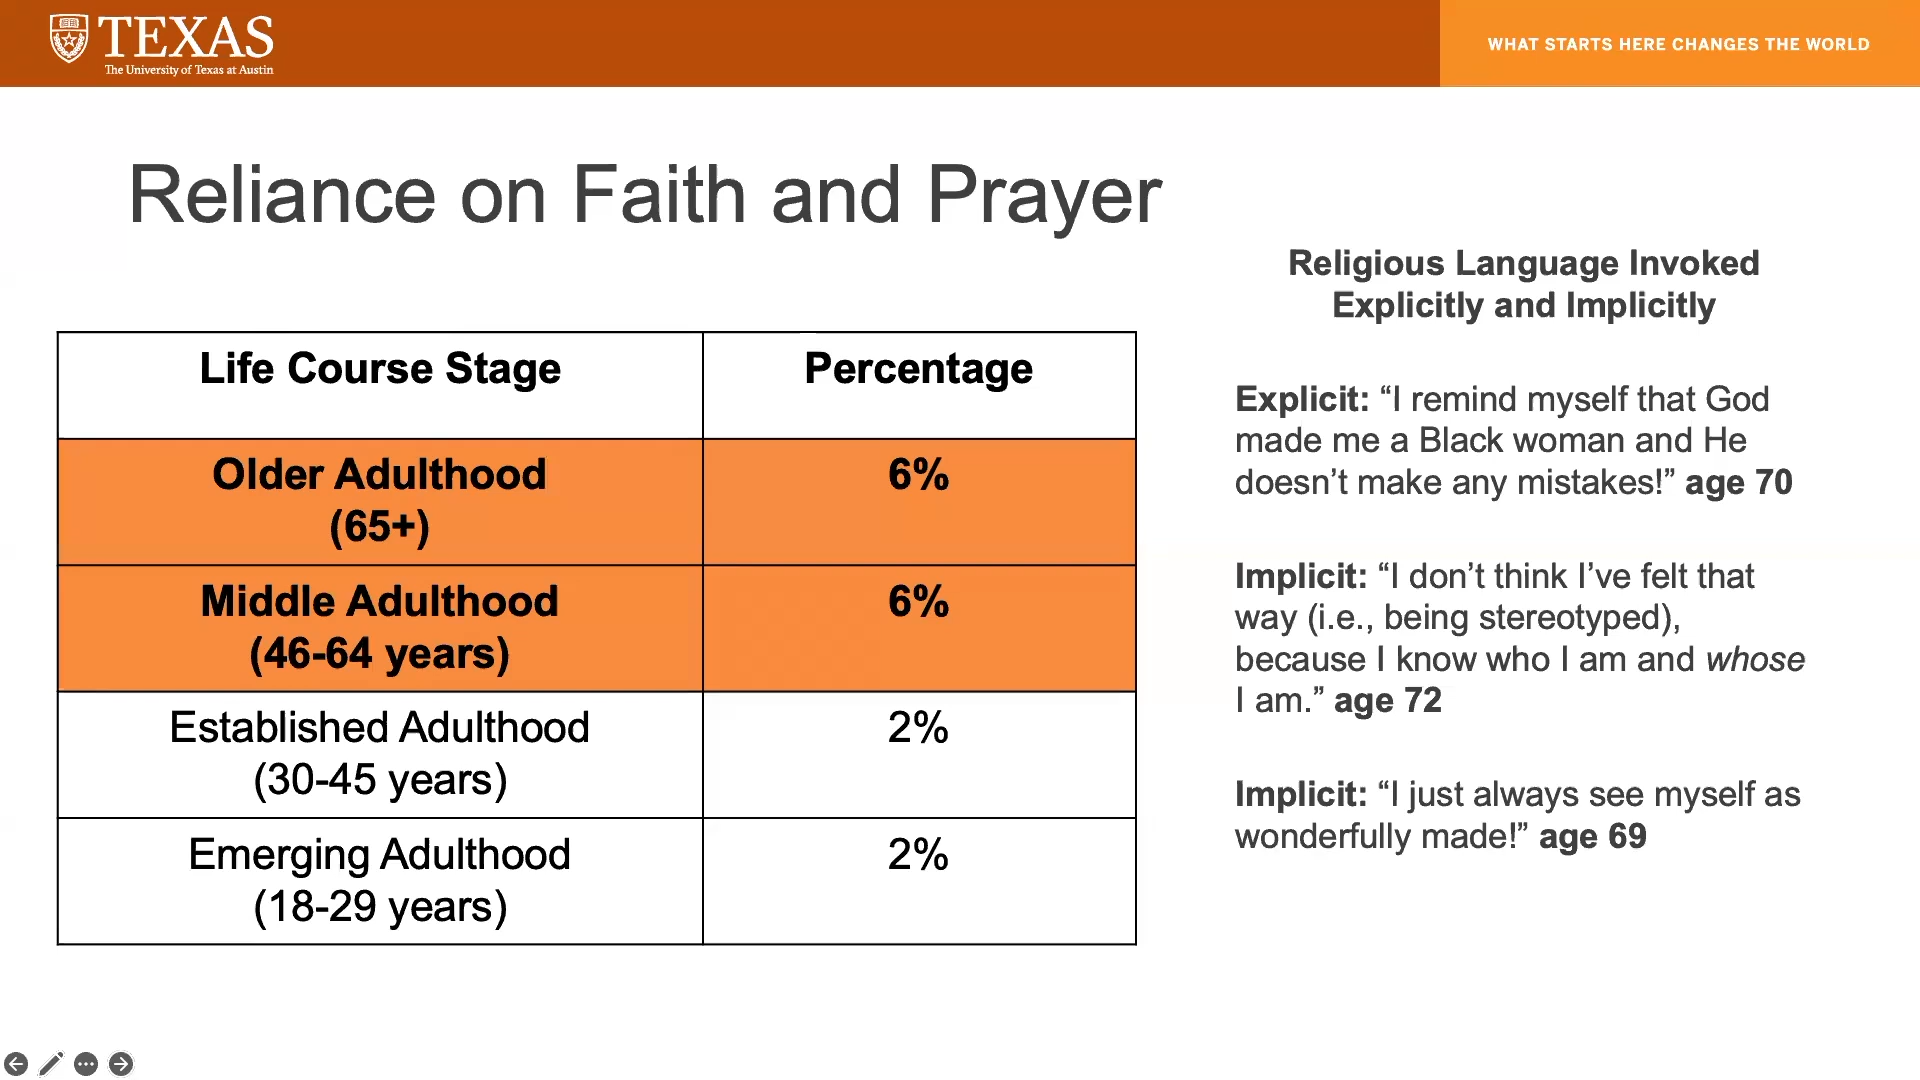 TEXAS
The University of Texas at Austin
WHAT STARTS HERE CHANGES THE WORLD
Reliance on Faith and Prayer
Life Course Stage
Percentage
Older Adulthood
(65+)
6%
Middle Adulthood
(46-64 years)
6%
Established Adulthood
(30-45 years)
2%
Emerging Adulthood
(18-29 years)
2%
Religious Language Invoked
Explicitly and Implicitly
Explicit: “I remind myself that God
made me a Black woman and He
doesn’t make any mistakes!” age 70
Implicit: “I don’t think I’ve felt that
way (i.e., being stereotyped),
because I know who I am and whose
I am.” age 72
Implicit: “I just always see myself as
wonderfully made!” age 69